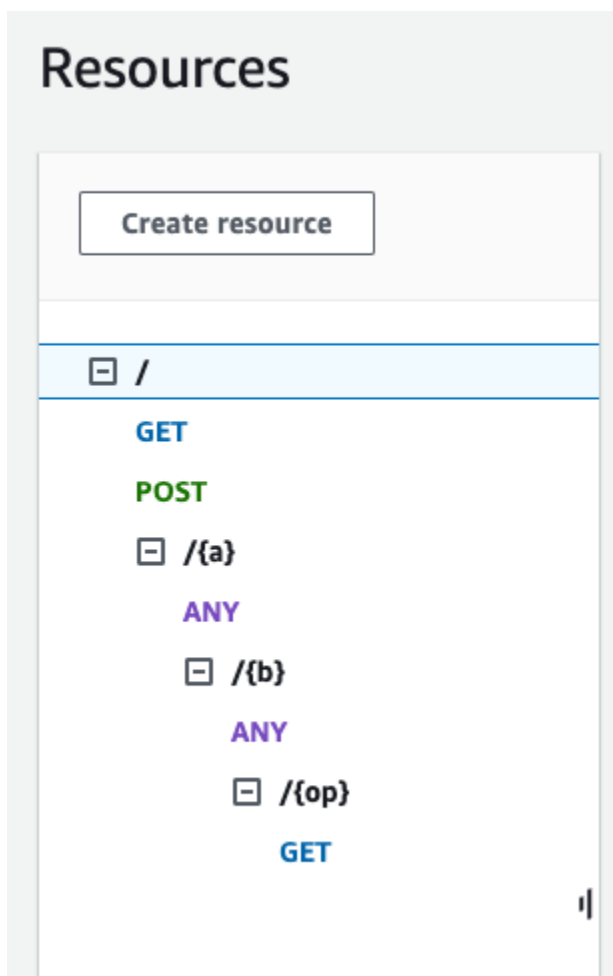 Resources
Create resource
/
GET
POST
/{a}
ANY
/{b}
ANY
/{op}
GET